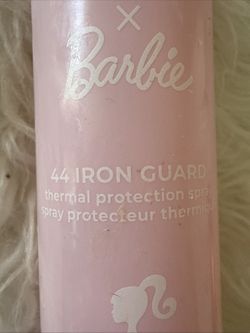 ×
Barbie
44 IRON GUARD
thermal protection
spray protecteur